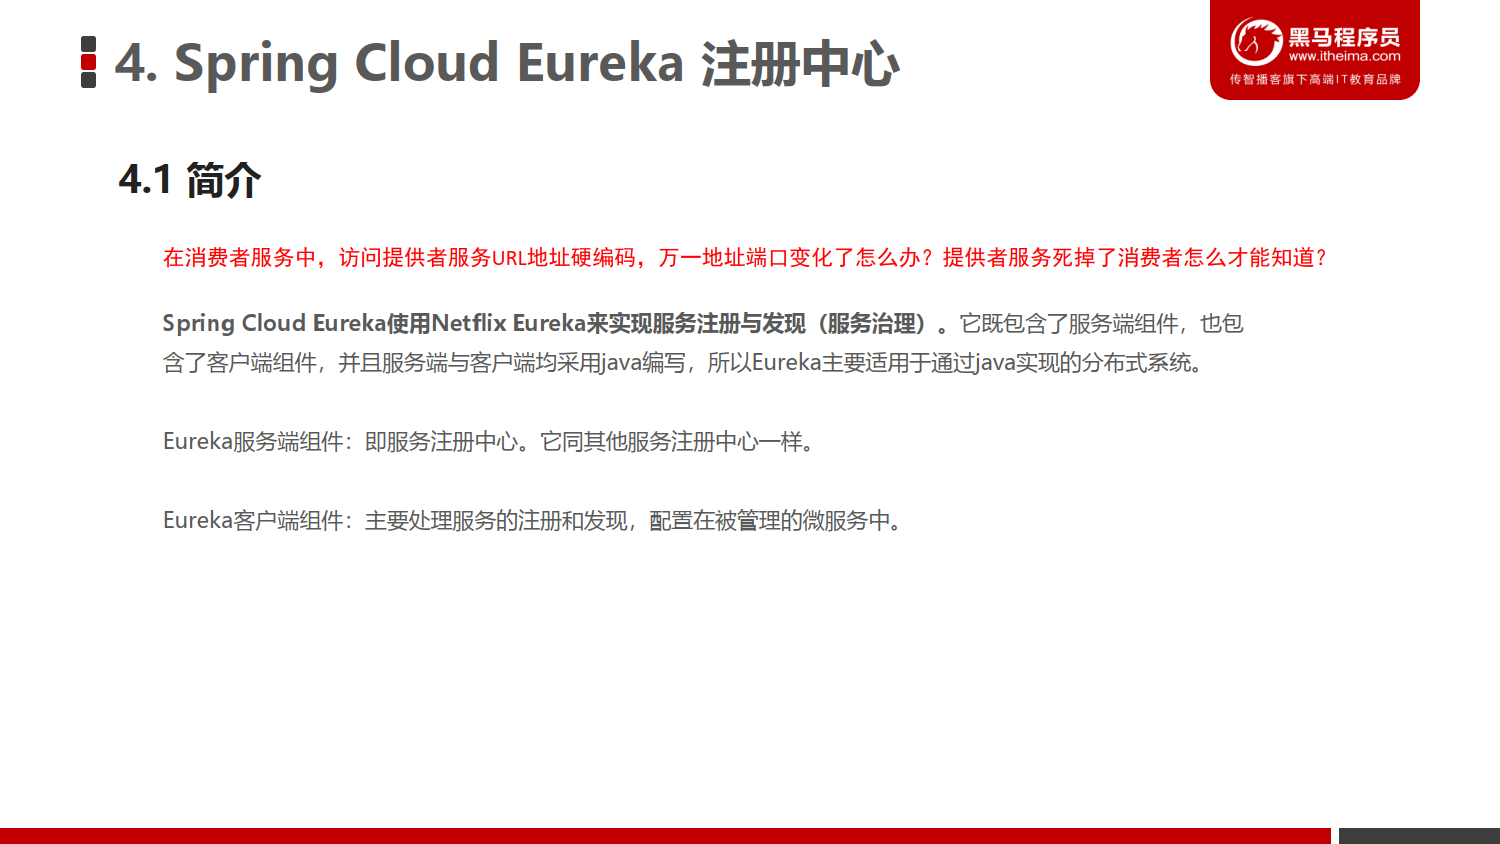 4. Spring Cloud Eureka 注册中心
黑马程序员
www.itheima.com
传智播客旗下高端IT教育品牌
4.1 简介
在消费者服务中，访问提供者服务URL地址硬编码，万一地址端口变化了怎么办？提供者服务死掉了消费者怎么才能知道？
Spring Cloud Eureka使用Netflix Eureka来实现服务注册与发现（服务治理）。它既包含了服务端组件，也包
含了客户端组件，并且服务端与客户端均采用java编写，所以Eureka主要适用于通过java实现的分布式系统。
Eureka服务端组件：即服务注册中心。它同其他服务注册中心一样。
Eureka客户端组件：主要处理服务的注册和发现，配置在被管理的微服务中。